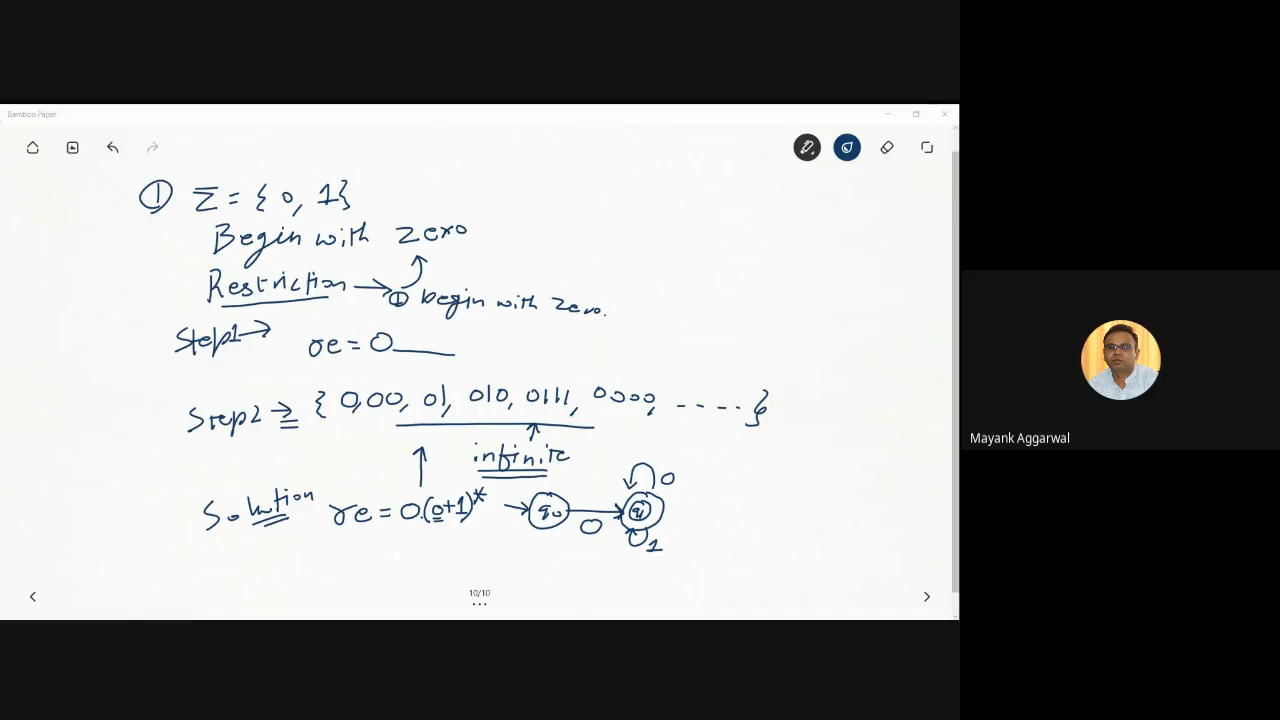 Bamboo Paper
① Σ = { 0, 1}
Begin with zero
Restriction → ① begin with zero.
Step1→ re = 0___
Step2 → { 0,00, 01, 010, 0111, 0000, - - - - }
infinite
Solution re = 0.(0+1)* → q0 0 q1 0 1
10/10
Mayank Aggarwal